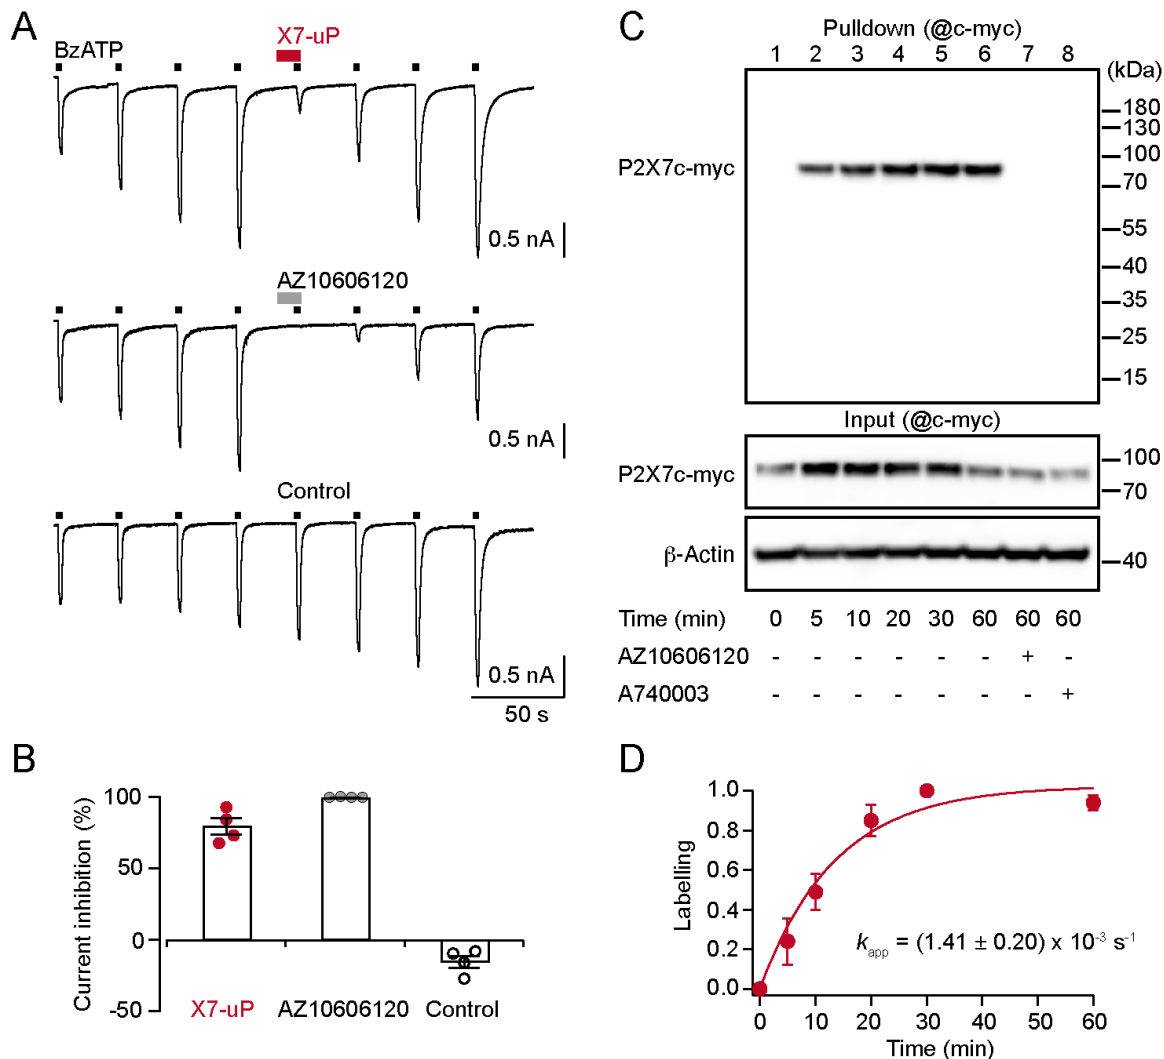 A
X7-uP
BzATP
0.5 nA
AZ10606120
0.5 nA
Control
0.5 nA
50 s
B
Current inhibition (%)
100
50
0
-50
X7-uP
AZ10606120
Control
C
Pulldown (@c-myc)
1 2 3 4 5 6 7 8
(kDa)
180
130
P2X7c-myc
100
70
55
40
35
25
15
Input (@c-myc)
P2X7c-myc
100
70
β-Actin
40
Time (min) 0 5 10 20 30 60 60 60
AZ10606120 - - - - - - + -
A740003 - - - - - - - +
D
Labelling
1.0
0.8
0.6
0.4
0.2
0.0
k_app = (1.41 ± 0.20) x 10⁻³ s⁻¹
0 10 20 30 40 50 60
Time (min)